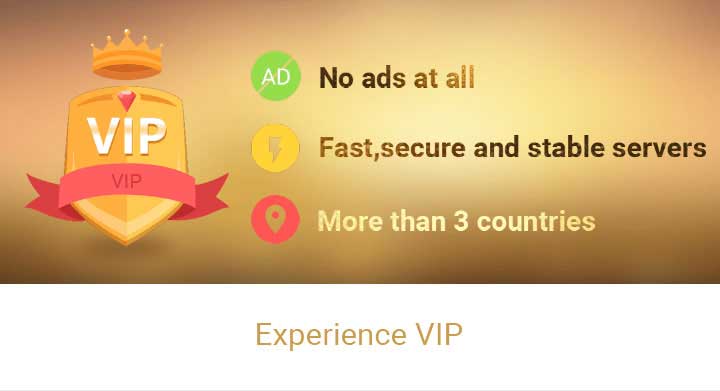 VIP
VIP
AD
No ads at all
Fast,secure and stable servers
More than 3 countries
Experience VIP